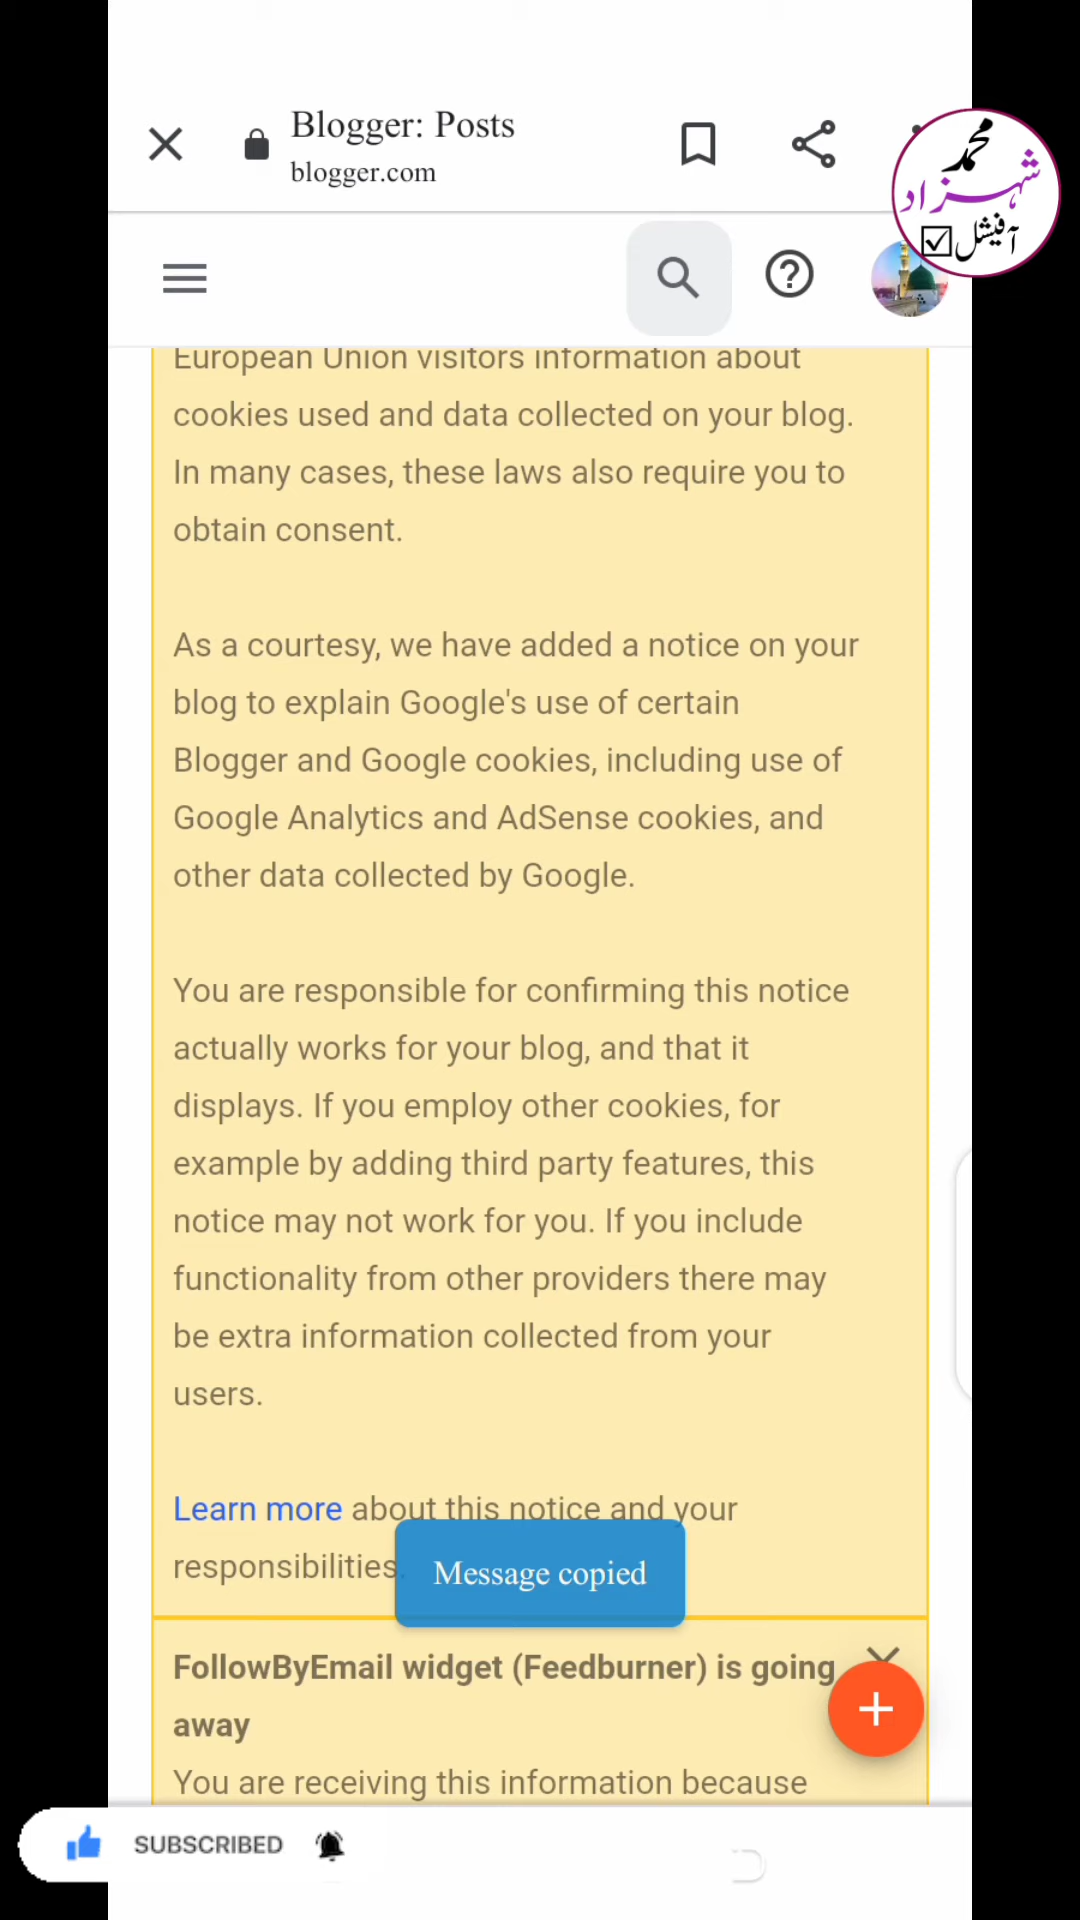 Blogger: Posts
blogger.com
محمد
شہزاد
آفیشل
European Union visitors information about
cookies used and data collected on your blog.
In many cases, these laws also require you to
obtain consent.
As a courtesy, we have added a notice on your
blog to explain Google's use of certain
Blogger and Google cookies, including use of
Google Analytics and AdSense cookies, and
other data collected by Google.
You are responsible for confirming this notice
actually works for your blog, and that it
displays. If you employ other cookies, for
example by adding third party features, this
notice may not work for you. If you include
functionality from other providers there may
be extra information collected from your
users.
Learn more about this notice and your
responsibilities.
Message copied
FollowByEmail widget (Feedburner) is going
away
You are receiving this information because
SUBSCRIBED